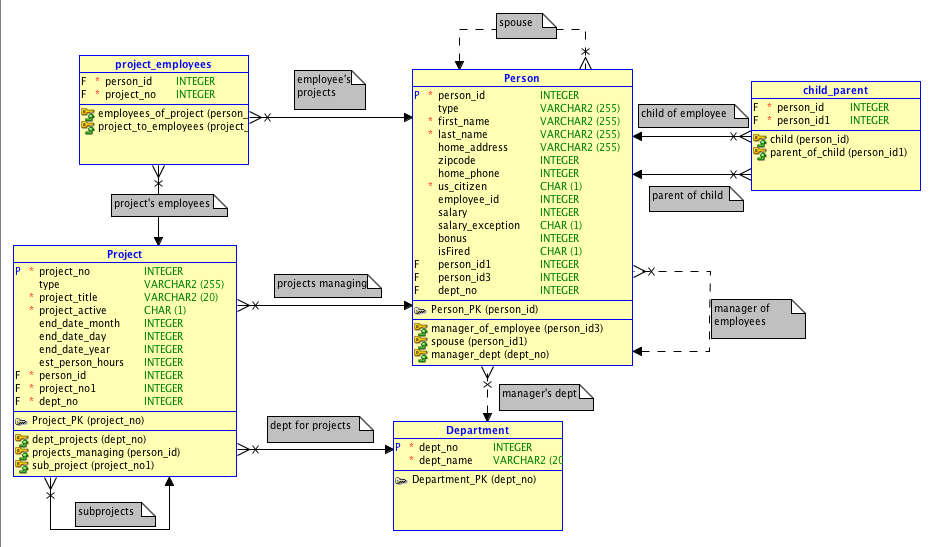 spouse
project_employees
F * person_id INTEGER
F * project_no INTEGER
employees_of_project (person_
project_to_employees (project_
employee's
projects
Person
P * person_id INTEGER
type VARCHAR2 (255)
* first_name VARCHAR2 (255)
* last_name VARCHAR2 (255)
home_address VARCHAR2 (255)
zipcode INTEGER
home_phone INTEGER
* us_citizen CHAR (1)
employee_id INTEGER
salary INTEGER
salary_exception CHAR (1)
bonus INTEGER
isFired CHAR (1)
F person_id1 INTEGER
F person_id3 INTEGER
F dept_no INTEGER
Person_PK (person_id)
manager_of_employee (person_id3)
spouse (person_id1)
manager_dept (dept_no)
child of employee
parent of child
child_parent
F * person_id INTEGER
F * person_id1 INTEGER
child (person_id)
parent_of_child (person_id1)
project's employees
Project
P * project_no INTEGER
type VARCHAR2 (255)
* project_title VARCHAR2 (20)
* project_active CHAR (1)
end_date_month INTEGER
end_date_day INTEGER
end_date_year INTEGER
est_person_hours INTEGER
F * person_id INTEGER
F * project_no1 INTEGER
F * dept_no INTEGER
Project_PK (project_no)
dept_projects (dept_no)
projects_managing (person_id)
sub_project (project_no1)
projects managing
manager of
employees
manager's dept
dept for projects
Department
P * dept_no INTEGER
* dept_name VARCHAR2 (20
Department_PK (dept_no)
subprojects